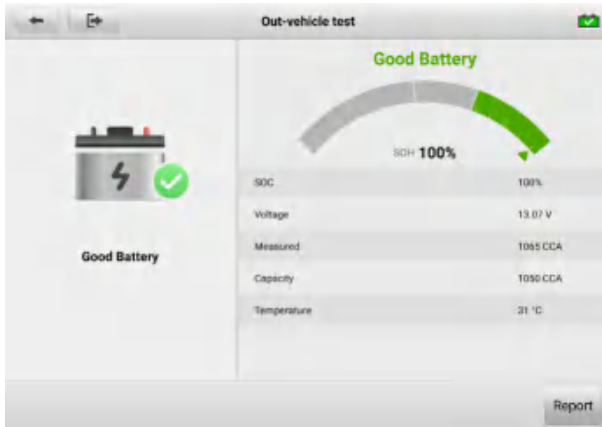 Out-vehicle test
Good Battery
SOH 100%
SOC 100%
Voltage 13.07 V
Measured 1065 CCA
Good Battery
Capacity 1050 CCA
Temperature 31 °C
Report